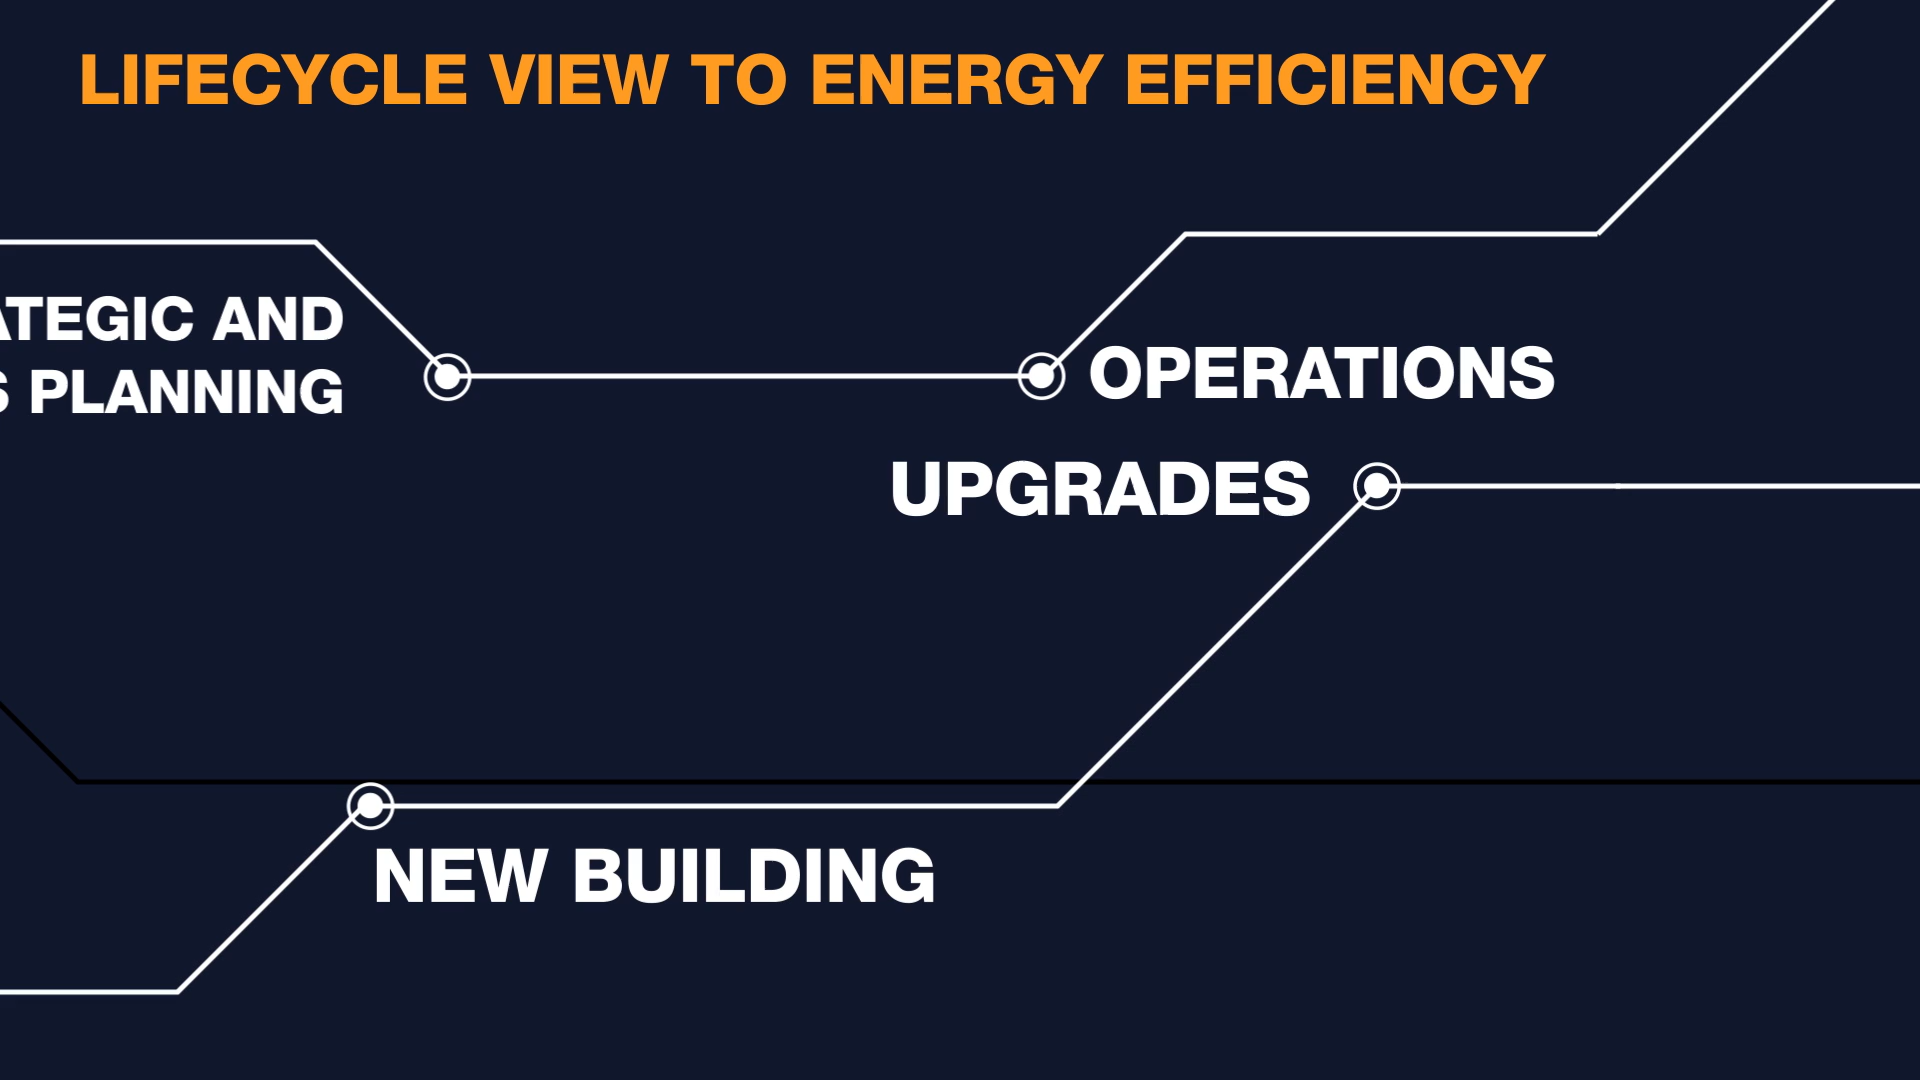 LIFECYCLE VIEW TO ENERGY EFFICIENCY
ATEGIC AND
S PLANNING
OPERATIONS
UPGRADES
NEW BUILDING